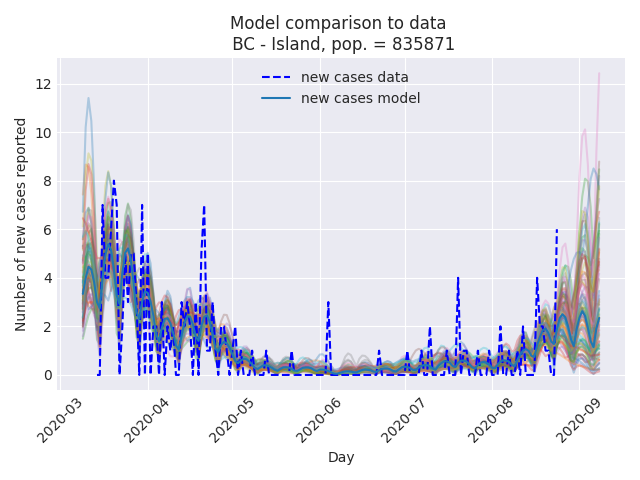 Model comparison to data
BC - Island, pop. = 835871
new cases data
new cases model
Number of new cases reported
12
10
8
6
4
2
0
2020-03
2020-04
2020-05
2020-06
2020-07
2020-08
2020-09
Day